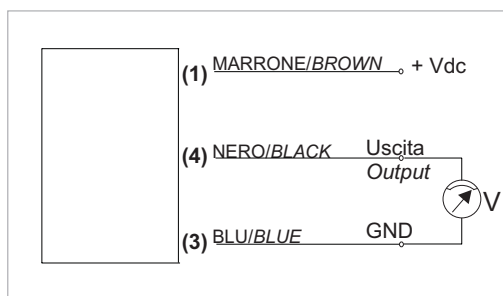 (1) MARRONE/BROWN + Vdc
(4) NERO/BLACK Uscita
Output
V
(3) BLU/BLUE GND